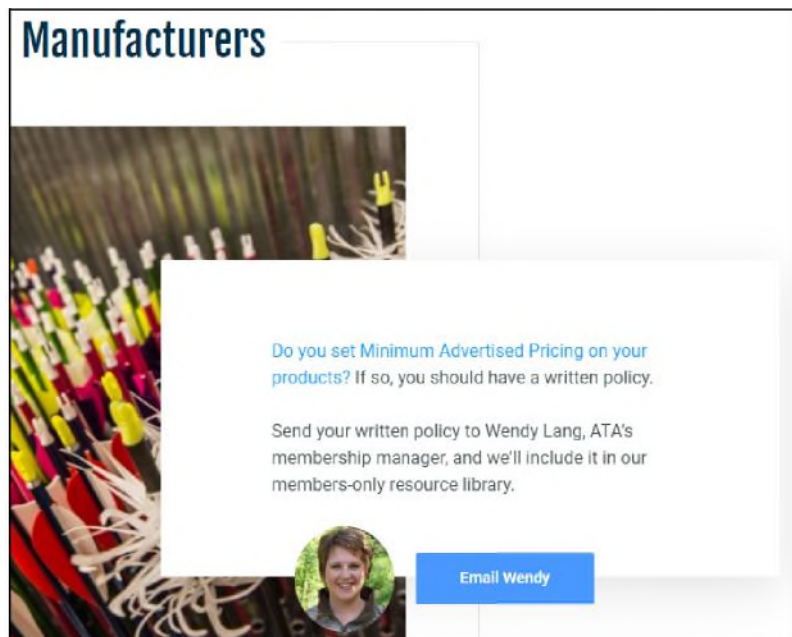 Manufacturers
Do you set Minimum Advertised Pricing on your
products? If so, you should have a written policy.
Send your written policy to Wendy Lang, ATA's
membership manager, and we'll include it in our
members-only resource library.
Email Wendy